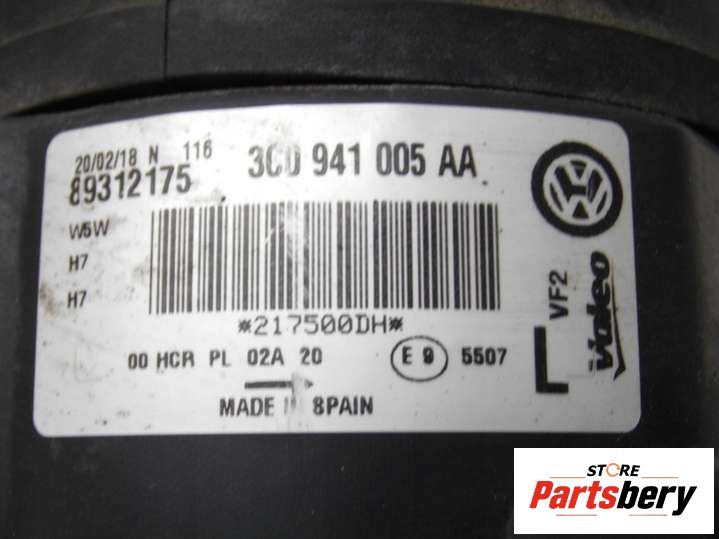 20/02/18 N 116
3C0 941 005 AA
89312175
W5W
H7
H7
*217500DH*
00 HCR PL 02A 20
E 9 5507
MADE IN SPAIN
L VF2
Valeo
VW
STORE
Partsbery